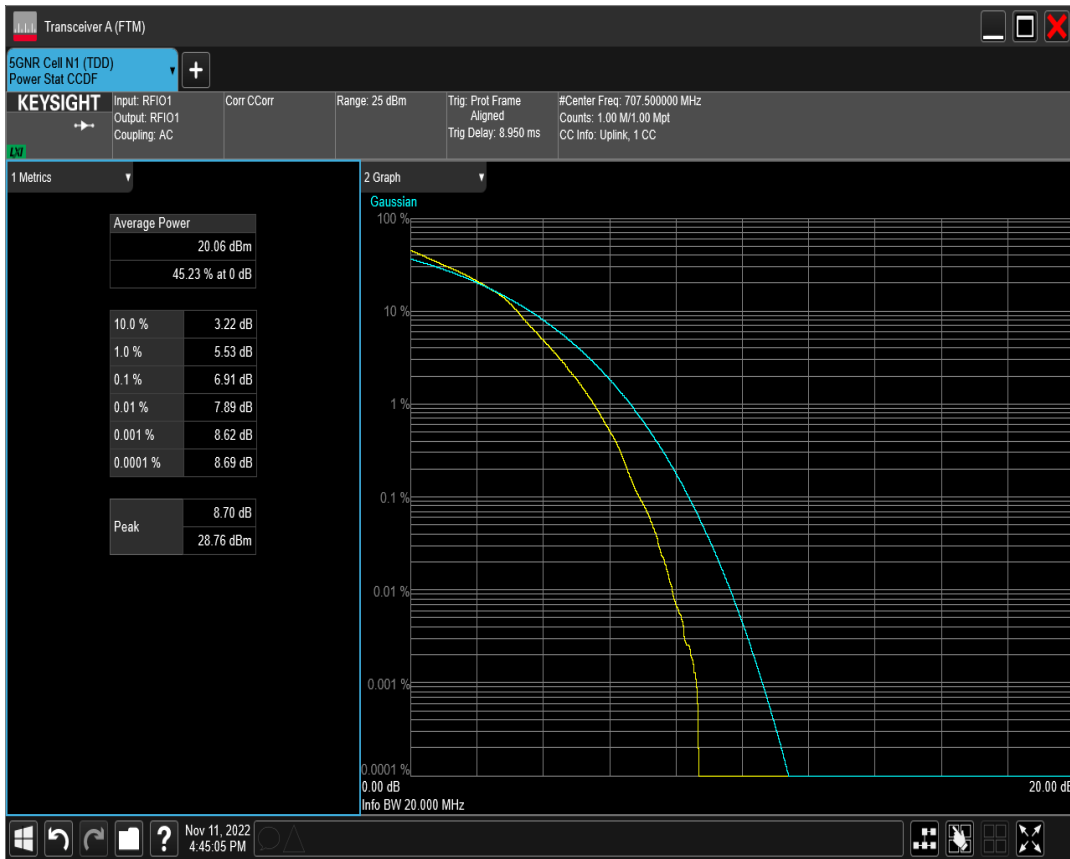 Transceiver A (FTM)
5GNR Cell N1 (TDD)
Power Stat CCDF
+
KEYSIGHT
LXI
Input: RFIO1
Output: RFIO1
Coupling: AC
Corr CCorr
Range: 25 dBm
Trig: Prot Frame
Aligned
Trig Delay: 8.950 ms
#Center Freq: 707.500000 MHz
Counts: 1.00 M/1.00 Mpt
CC Info: Uplink, 1 CC
1 Metrics
Average Power
20.06 dBm
45.23 % at 0 dB
10.0 % 3.22 dB
1.0 % 5.53 dB
0.1 % 6.91 dB
0.01 % 7.89 dB
0.001 % 8.62 dB
0.0001 % 8.69 dB
Peak 8.70 dB
28.76 dBm
2 Graph
Gaussian
100 %
10 %
1 %
0.1 %
0.01 %
0.001 %
0.0001 %
0.00 dB 20.00 dB
Info BW 20.000 MHz
?
Nov 11, 2022
4:45:05 PM